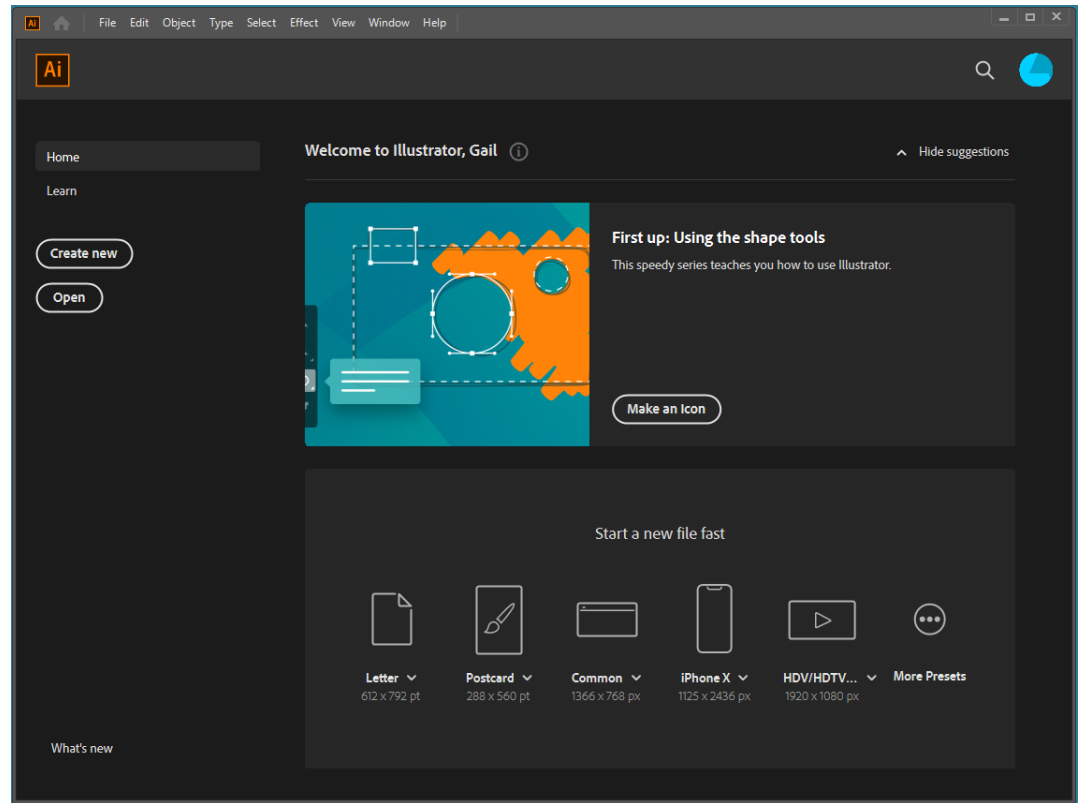 Ai File Edit Object Type Select Effect View Window Help
Ai
Home
Learn
Create new
Open
Welcome to Illustrator, Gail
Hide suggestions
First up: Using the shape tools
This speedy series teaches you how to use Illustrator.
Make an Icon
Start a new file fast
Letter
612 x 792 pt
Postcard
288 x 560 pt
Common
1366 x 768 px
iPhone X
1125 x 2436 px
HDV/HDTV...
1920 x 1080 px
More Presets
What's new